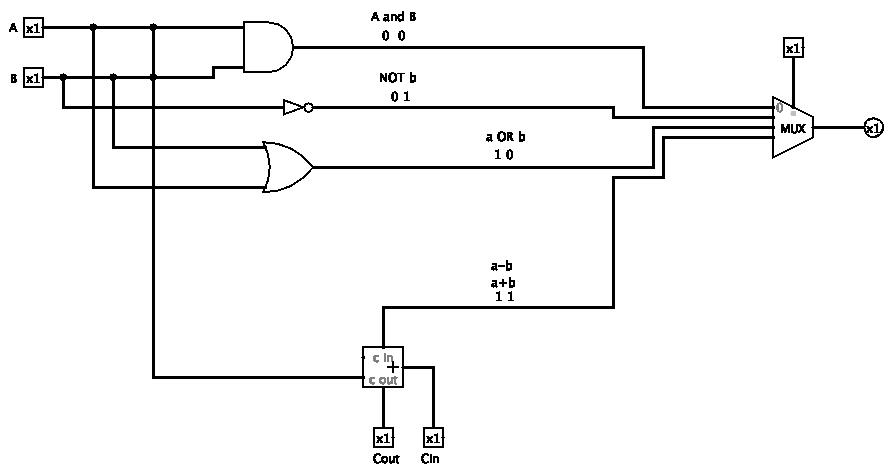 A x1
B x1
A and B
0 0
NOT b
0 1
a OR b
1 0
a-b
a+b
1 1
x1
0
MUX
x1
c in
+
c out
x1
x1
Cout
Cin